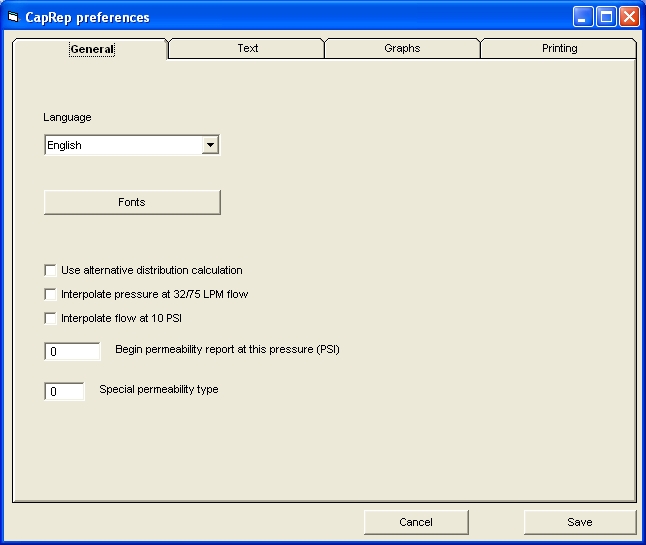 CapRep preferences
General
Text
Graphs
Printing
Language
English
Fonts
Use alternative distribution calculation
Interpolate pressure at 32/75 LPM flow
Interpolate flow at 10 PSI
0 Begin permeability report at this pressure (PSI)
0 Special permeability type
Cancel
Save